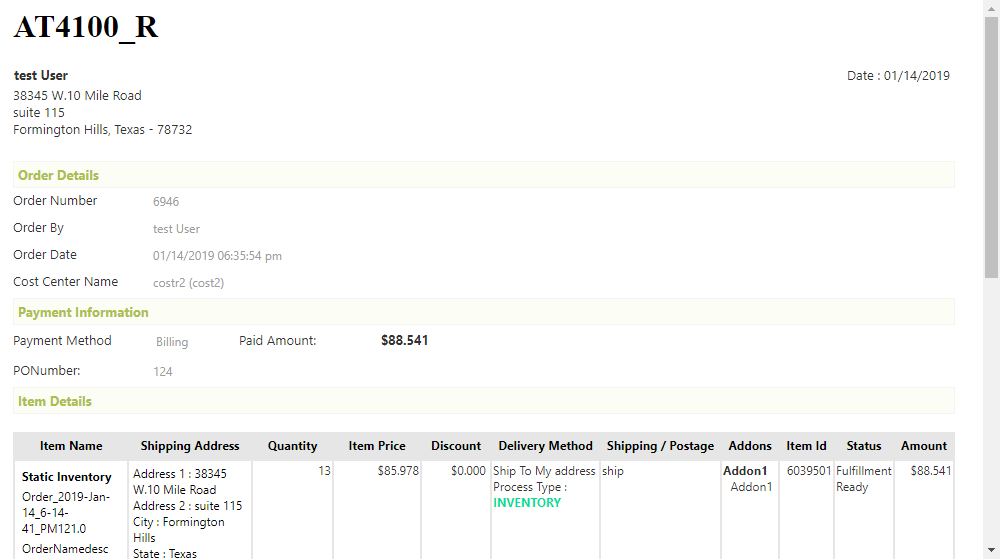 AT4100_R
test User
Date : 01/14/2019
38345 W.10 Mile Road
suite 115
Formington Hills, Texas - 78732
Order Details
Order Number 6946
Order By test User
Order Date 01/14/2019 06:35:54 pm
Cost Center Name costr2 (cost2)
Payment Information
Payment Method Billing Paid Amount: $88.541
PONumber: 124
Item Details
Item Name Shipping Address Quantity Item Price Discount Delivery Method Shipping / Postage Addons Item Id Status Amount
Static Inventory
Order_2019-Jan-
14_6-14-
41_PM121.0
OrderNamedesc
Address 1 : 38345
W.10 Mile Road
Address 2 : suite 115
City : Formington
Hills
State : Texas
13
$85.978
$0.000
Ship To My address
Process Type :
INVENTORY
ship
Addon1
Addon1
6039501
Fulfillment
Ready
$88.541